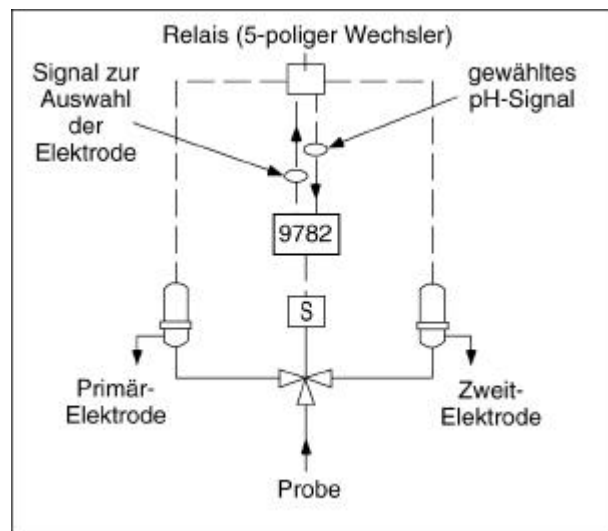 Relais (5-poliger Wechsler)
Signal zur
Auswahl
der
Elektrode
gewähltes
pH-Signal
9782
S
Primär-
Elektrode
Zweit-
Elektrode
Probe